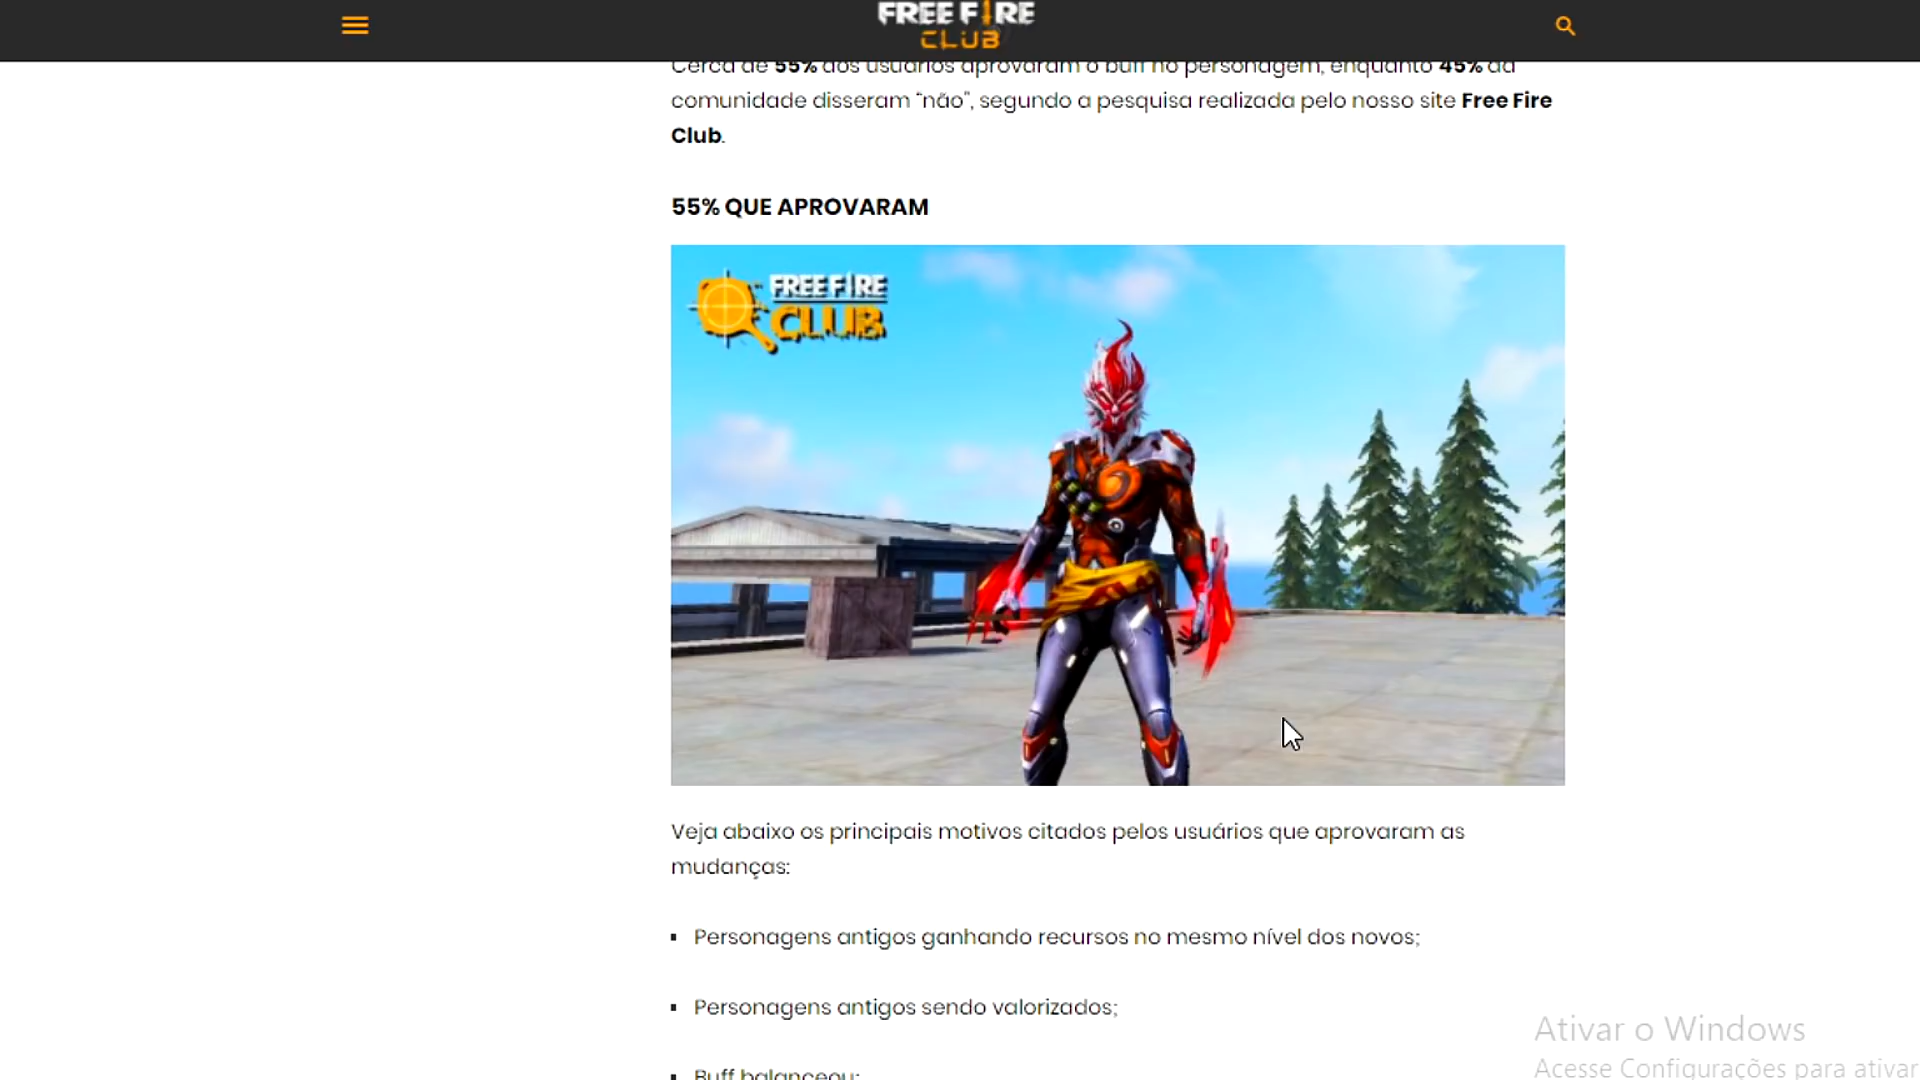 FREE FIRE
CLUB
Cerca de 55% dos usuários aprovaram o buff no personagem, enquanto 45% da
comunidade disseram "não", segundo a pesquisa realizada pelo nosso site Free Fire
Club.
55% QUE APROVARAM
FREE FIRE
CLUB
Veja abaixo os principais motivos citados pelos usuários que aprovaram as
mudanças:
▪ Personagens antigos ganhando recursos no mesmo nível dos novos;
▪ Personagens antigos sendo valorizados;
▪ Buff balanceou;
Ativar o Windows
Acesse Configurações para ativar